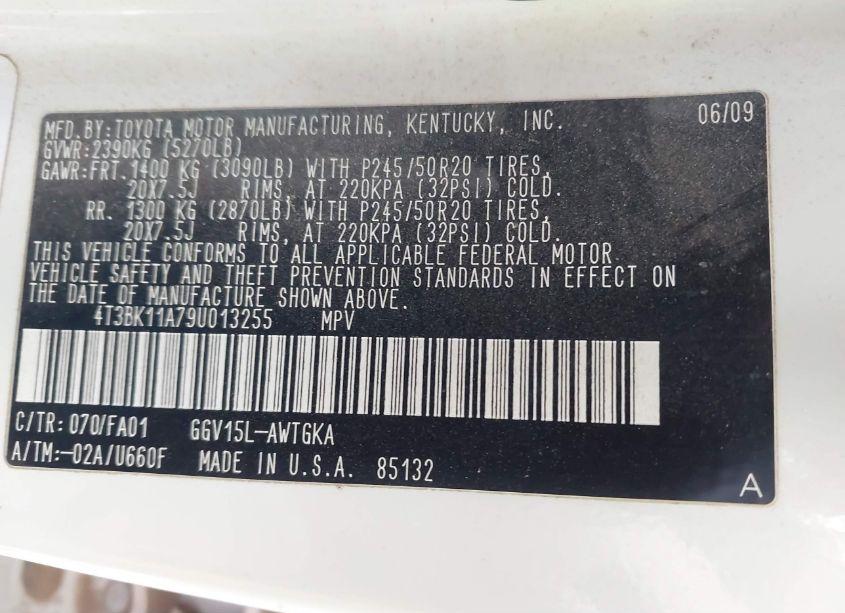 MFD.BY:TOYOTA MOTOR MANUFACTURING, KENTUCKY, INC. 06/09
GVWR:2390KG (5270LB)
GAWR:FRT.1400 KG (3090LB) WITH P245/50R20 TIRES,
20X7.5J RIMS, AT 220KPA (32PSI) COLD.
RR. 1300 KG (2870LB) WITH P245/50R20 TIRES,
20X7.5J RIMS, AT 220KPA (32PSI) COLD.
THIS VEHICLE CONFORMS TO ALL APPLICABLE FEDERAL MOTOR
VEHICLE SAFETY AND THEFT PREVENTION STANDARDS IN EFFECT ON
THE DATE OF MANUFACTURE SHOWN ABOVE.
4T3BK11A79U013255 MPV
C/TR: 070/FA01 GGV15L-AWTGKA
A/TM:-02A/U660F MADE IN U.S.A. 85132
A